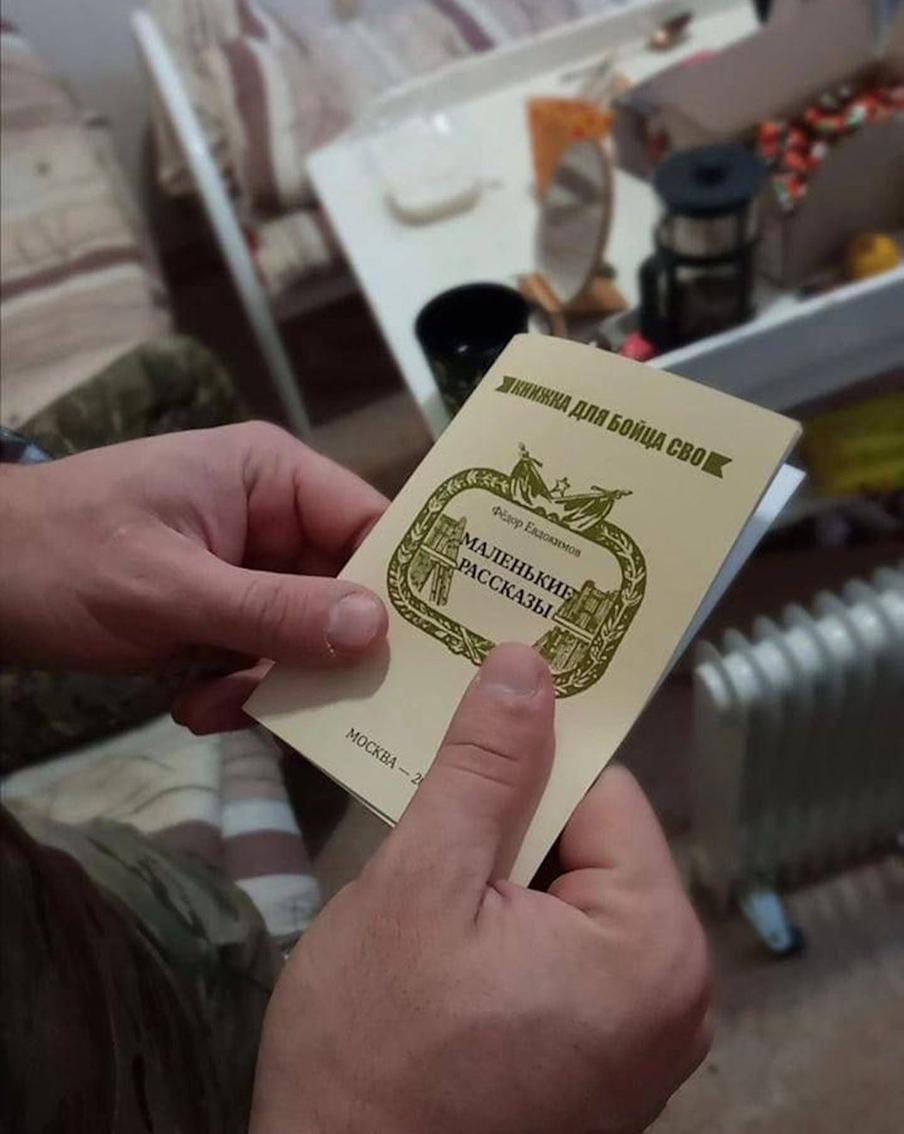 КНИЖКА ДЛЯ БОЙЦА СВО
Фёдор Евдокимов
МАЛЕНЬКИЕ
РАССКАЗЫ
МОСКВА —